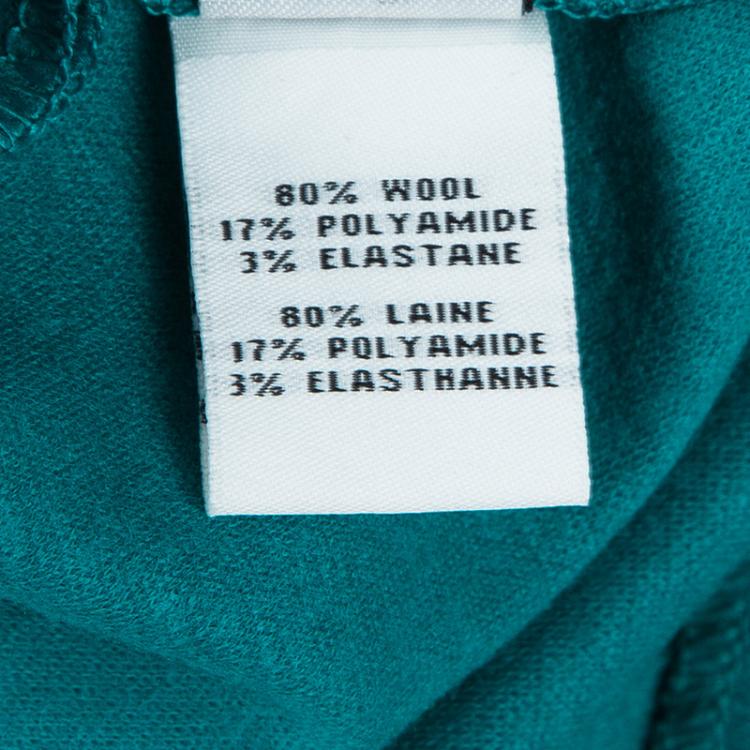 80% WOOL
17% POLYAMIDE
3% ELASTANE
80% LAINE
17% POLYAMIDE
3% ELASTHANNE